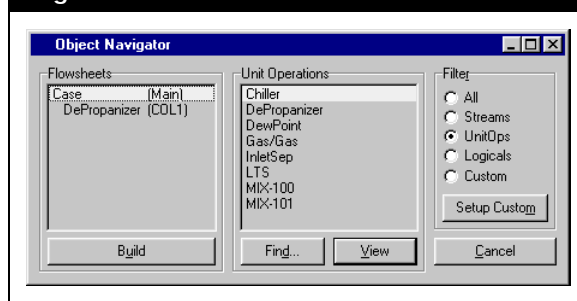 Object Navigator
Flowsheets
Case (Main)
DePropanizer (COL1)
Build
Unit Operations
Chiller
DePropanizer
DewPoint
Gas/Gas
InletSep
LTS
MIX-100
MIX-101
Find...
View
Filter
All
Streams
UnitOps
Logicals
Custom
Setup Custom
Cancel